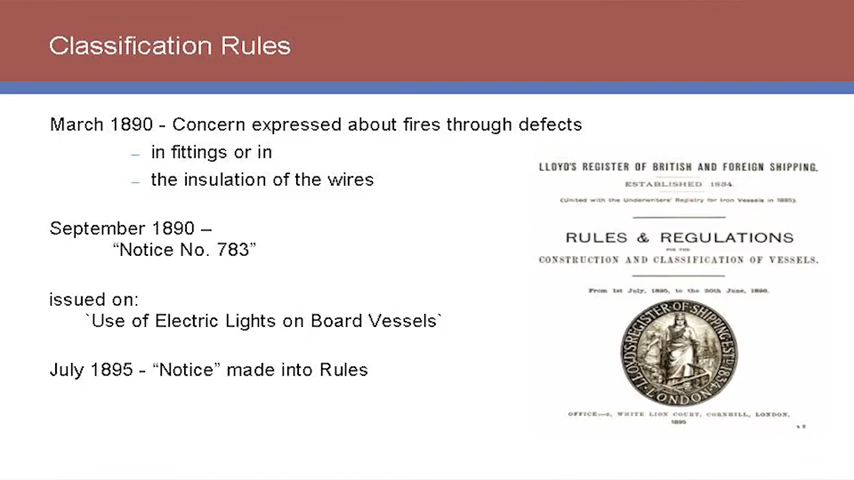 Classification Rules
March 1890 - Concern expressed about fires through defects
– in fittings or in
– the insulation of the wires
September 1890 –
“Notice No. 783”
issued on:
`Use of Electric Lights on Board Vessels`
July 1895 - “Notice” made into Rules
LLOYD'S REGISTER OF BRITISH AND FOREIGN SHIPPING.
ESTABLISHED 1834.
(United with the Underwriters' Registry for Iron Vessels in 1885).
RULES & REGULATIONS
FOR THE
CONSTRUCTION AND CLASSIFICATION OF VESSELS.
From 1st July, 1895, to the 30th June, 1896.
LLOYD'S REGISTER OF SHIPPING. ESTD 1834.
LONDON
OFFICE:–2, WHITE LION COURT, CORNHILL, LONDON,
1895